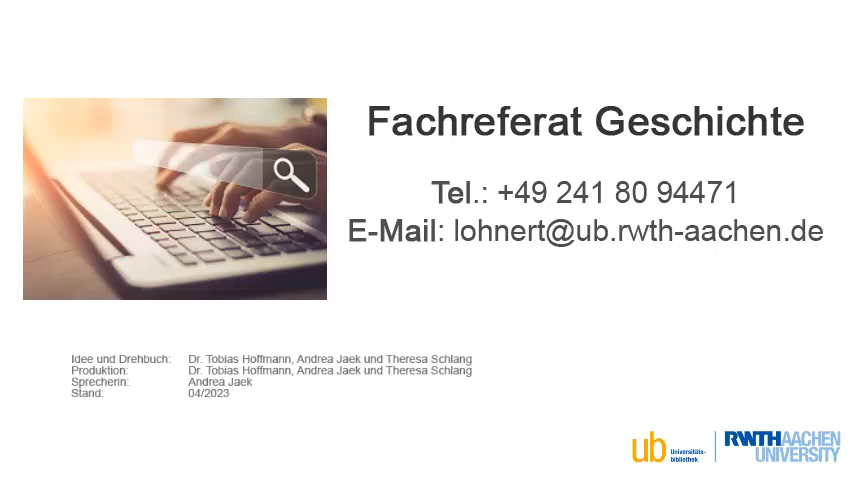 Fachreferat Geschichte
Tel.: +49 241 80 94471
E-Mail: lohnert@ub.rwth-aachen.de
Idee und Drehbuch: Dr. Tobias Hoffmann, Andrea Jaek und Theresa Schlang
Produktion: Dr. Tobias Hoffmann, Andrea Jaek und Theresa Schlang
Sprecherin: Andrea Jaek
Stand: 04/2023
ub Universitäts-
bibliothek
RWTH AACHEN
UNIVERSITY